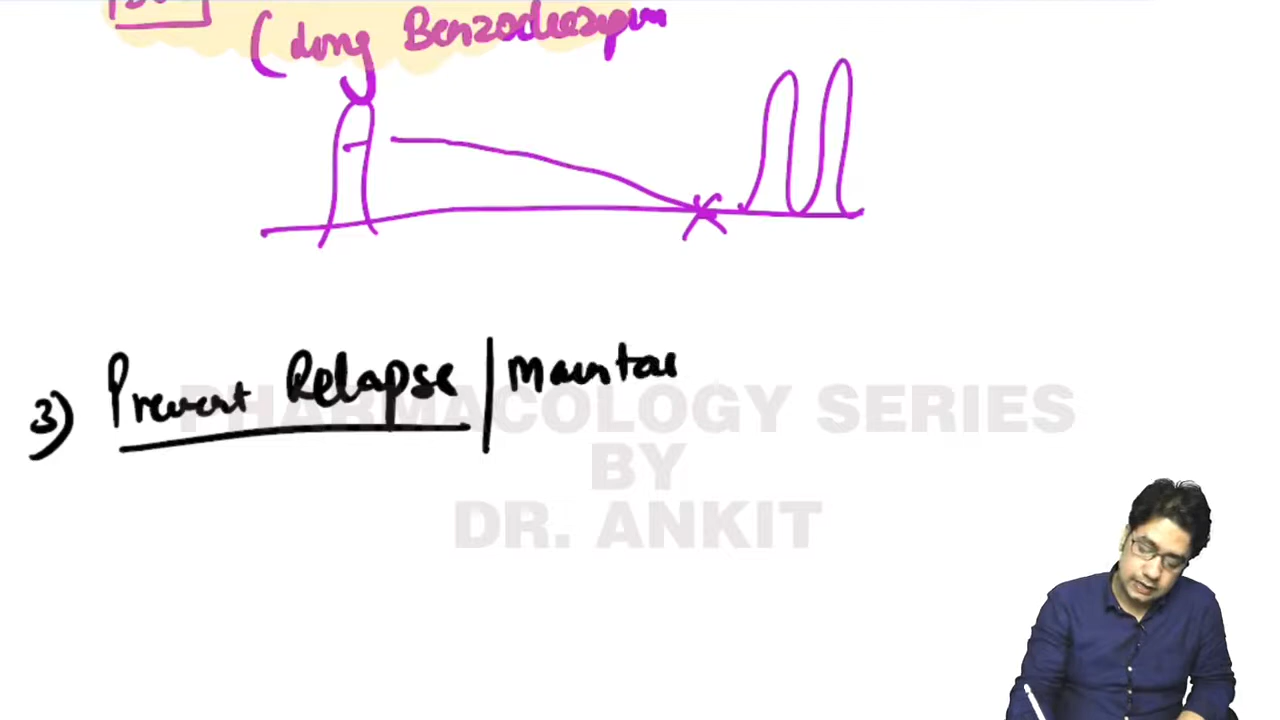 (long Benzodiazepin
3) Prevent Relapse | Maintai
PHARMACOLOGY SERIES
BY
DR. ANKIT